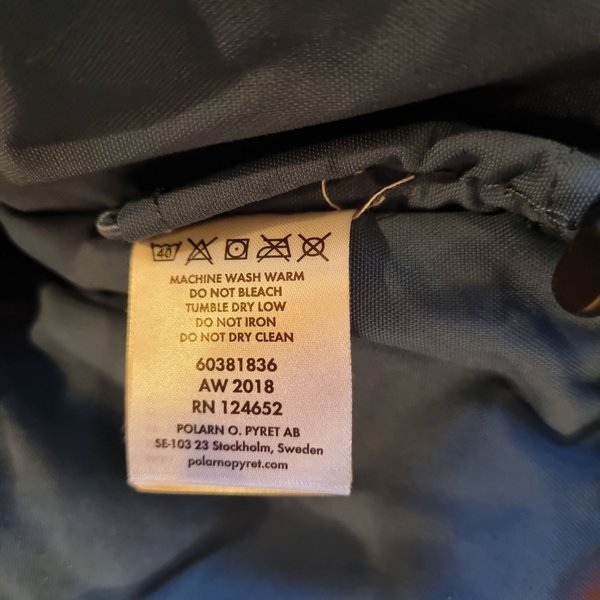 40
MACHINE WASH WARM
DO NOT BLEACH
TUMBLE DRY LOW
DO NOT IRON
DO NOT DRY CLEAN
60381836
AW 2018
RN 124652
POLARN O. PYRET AB
SE-103 23 Stockholm, Sweden
polarnopyret.com